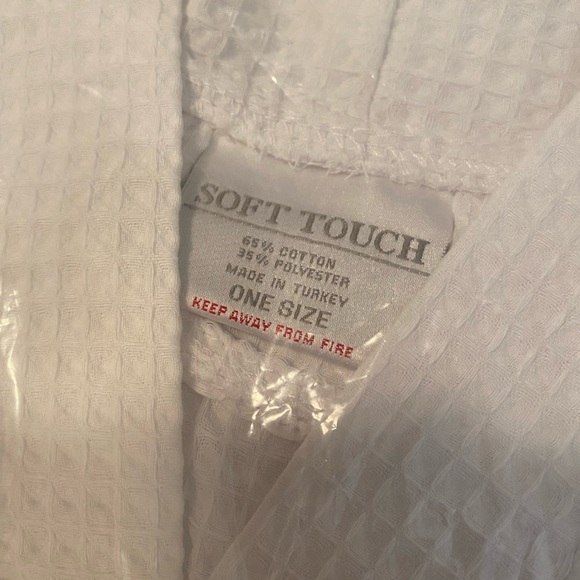 SOFT TOUCH
65% COTTON
35% POLYESTER
MADE IN TURKEY
ONE SIZE
KEEP AWAY FROM FIRE